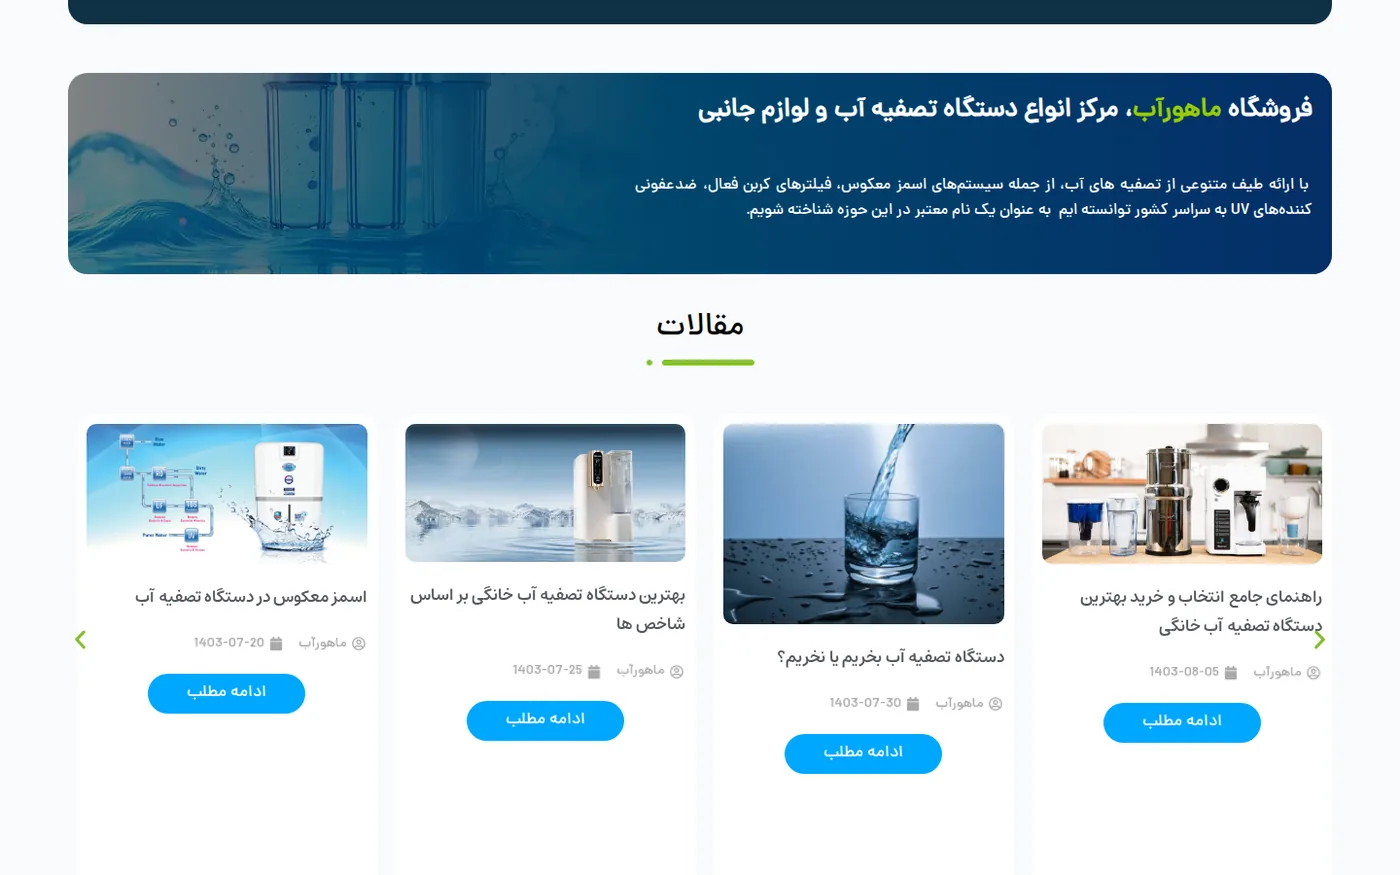 فروشگاه ماهورآب، مرکز انواع دستگاه تصفیه آب و لوازم جانبی
با ارائه طیف متنوعی از تصفیه های آب، از جمله سیستم‌های اسمز معکوس، فیلترهای کربن فعال، ضدعفونی
کننده‌های UV به سراسر کشور توانسته ایم به عنوان یک نام معتبر در این حوزه شناخته شویم.
مقالات
راهنمای جامع انتخاب و خرید بهترین
دستگاه تصفیه آب خانگی
ماهورآب 1403-08-05
ادامه مطلب
دستگاه تصفیه آب بخریم یا نخریم؟
ماهورآب 1403-07-30
ادامه مطلب
بهترین دستگاه تصفیه آب خانگی بر اساس
شاخص ها
ماهورآب 1403-07-25
ادامه مطلب
اسمز معکوس در دستگاه تصفیه آب
ماهورآب 1403-07-20
ادامه مطلب